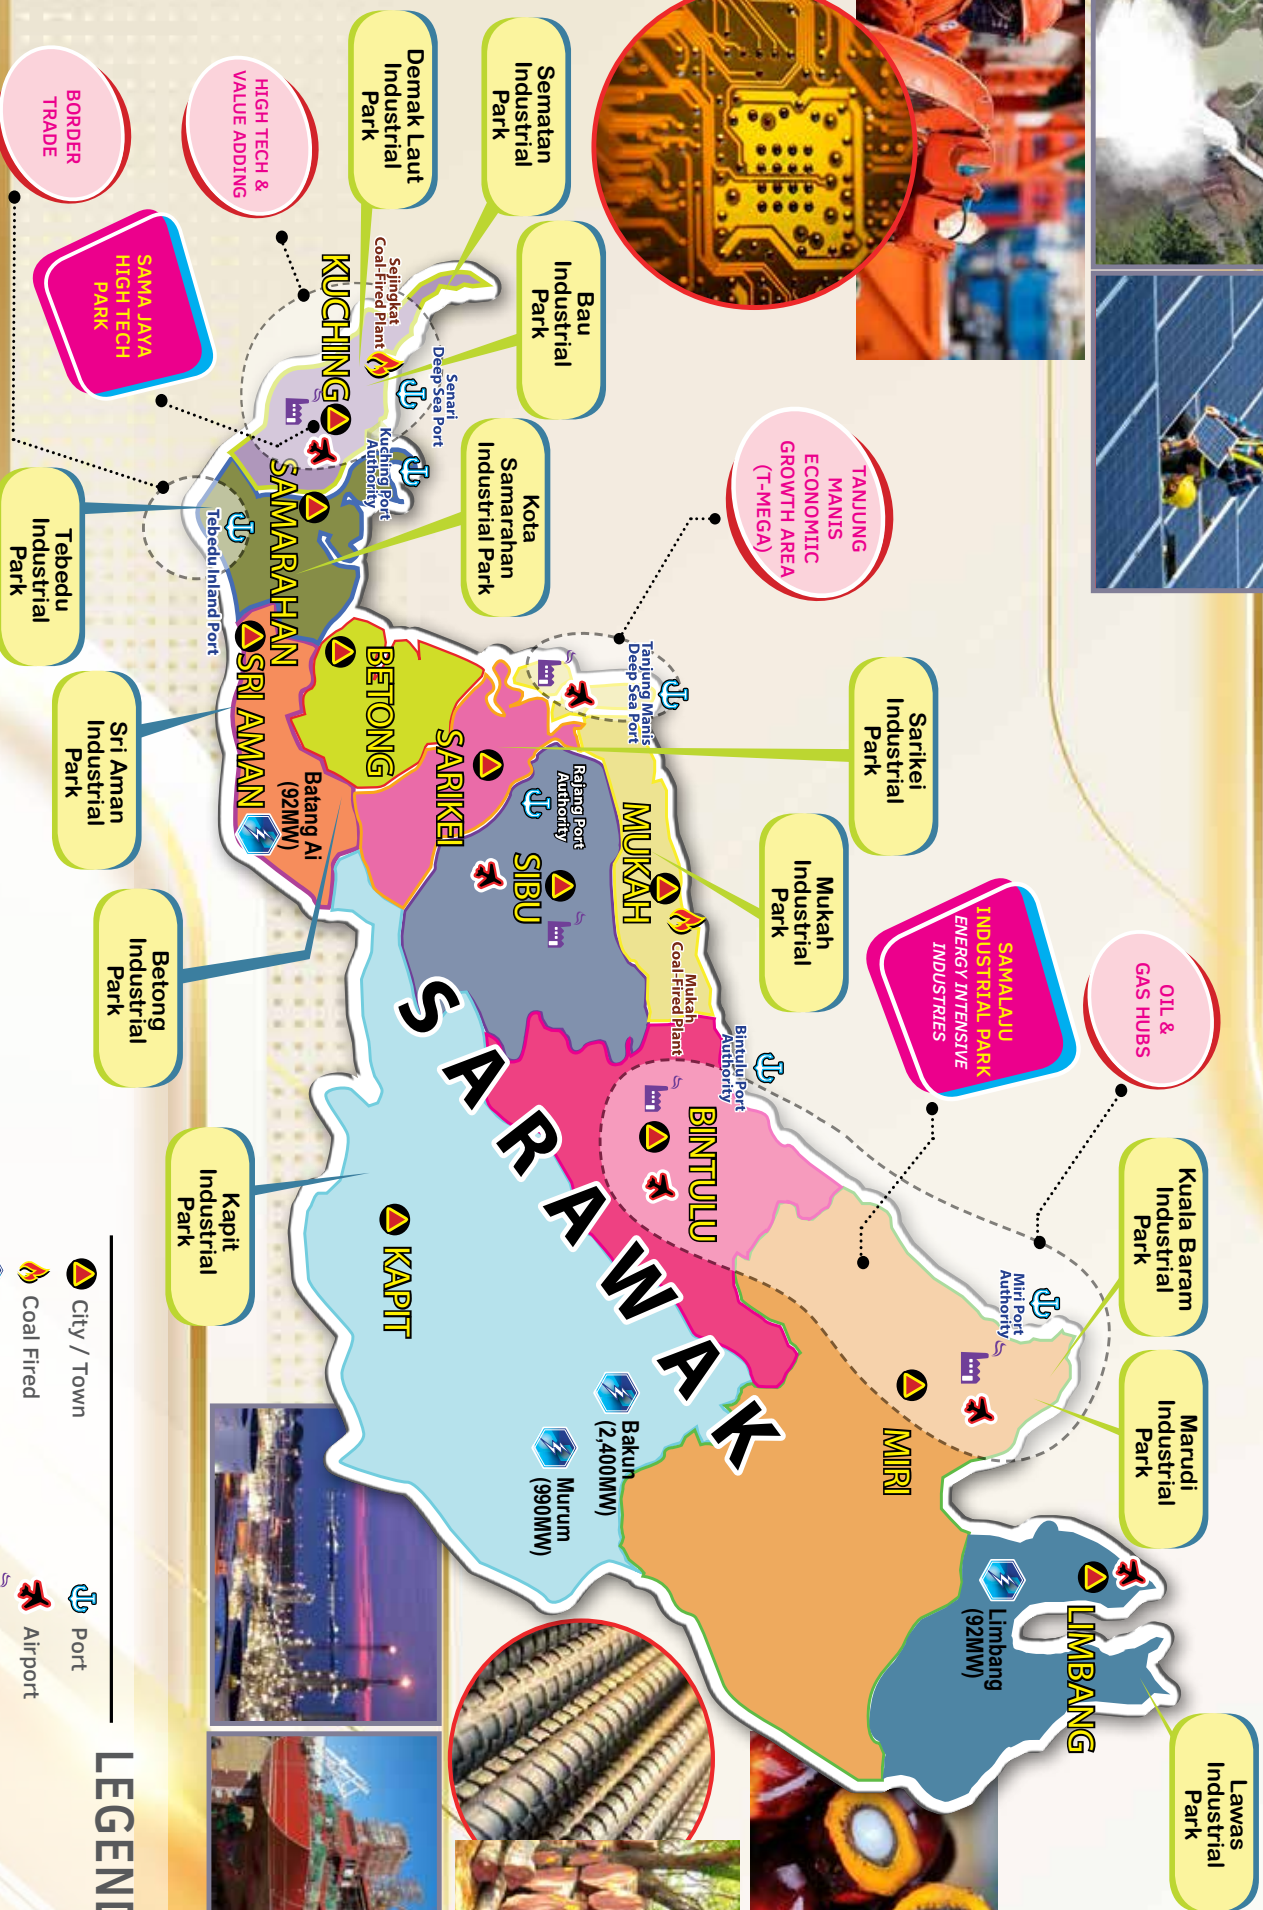 Sematan
Industrial
Park
Demak Laut
Industrial
Park
Bau
Industrial
Park
HIGH TECH &
VALUE ADDING
BORDER
TRADE
SAMA JAYA
HIGH TECH
PARK
Kota
Samarahan
Industrial Park
Tebedu
Industrial
Park
TANJUNG
MANIS
ECONOMIIC
GROWTH AREA
(T-MEGA)
Sarikei
Industrial
Park
Mukah
Industrial
Park
SAMALAJU
INDUSTRIAL PARK
ENERGY INTENSIVE
INDUSTRIES
OIL &
GAS HUBS
Kuala Baram
Industrial
Park
Marudi
Industrial
Park
Lawas
Industrial
Park
Sri Aman
Industrial
Park
Betong
Industrial
Park
Kapit
Industrial
Park
KUCHING
Sejingkat
Coal-Fired Plant
Senari
Deep Sea Port
Kuching Port
Authority
SAMARAHAN
Tebedu Inland Port
SRI AMAN
Batang Ai
(92MW)
BETONG
SARIKEI
Tanjung Manis
Deep Sea Port
Rajang Port
Authority
SIBU
MUKAH
Mukah
Coal-Fired Plant
Bintulu Port
Authority
BINTULU
SARAWAK
KAPIT
Bakun
(2,400MW)
Murum
(990MW)
Miri Port
Authority
MIRI
Limbang
(92MW)
LIMBANG
LEGEND
City / Town
Coal Fired
Port
Airport